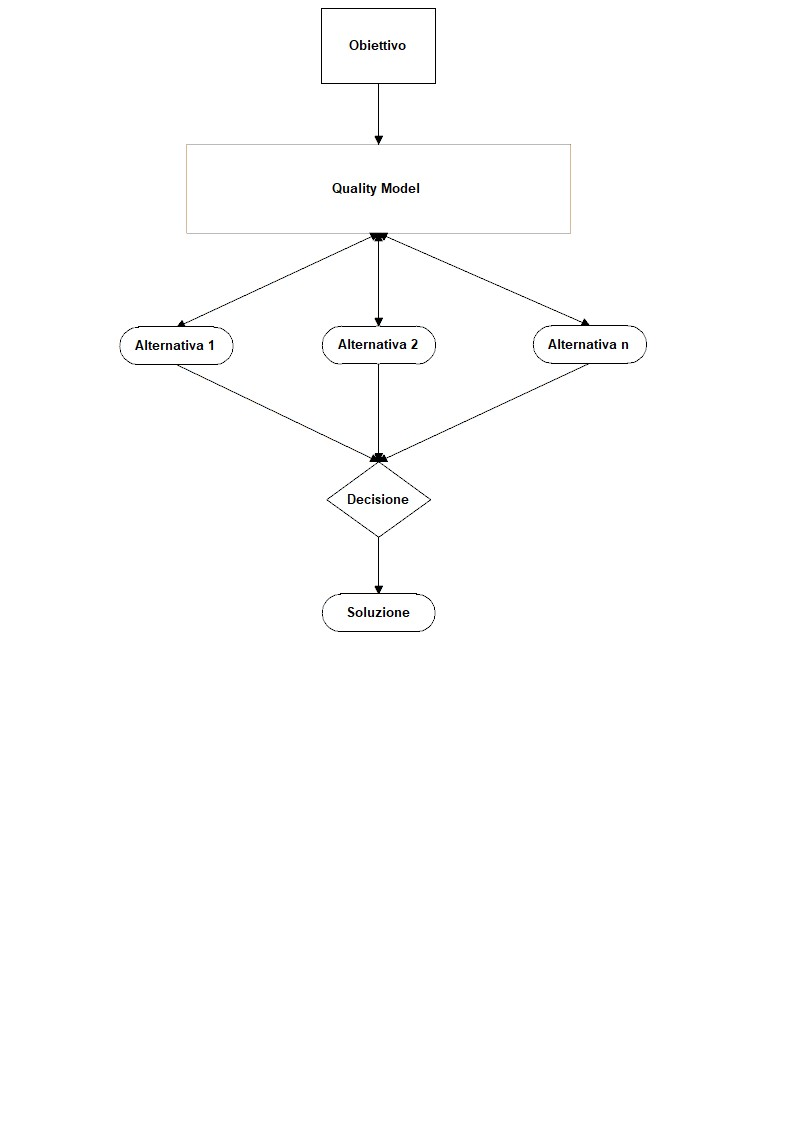 Obiettivo
Quality Model
Alternativa 1
Alternativa 2
Alternativa n
Decisione
Soluzione